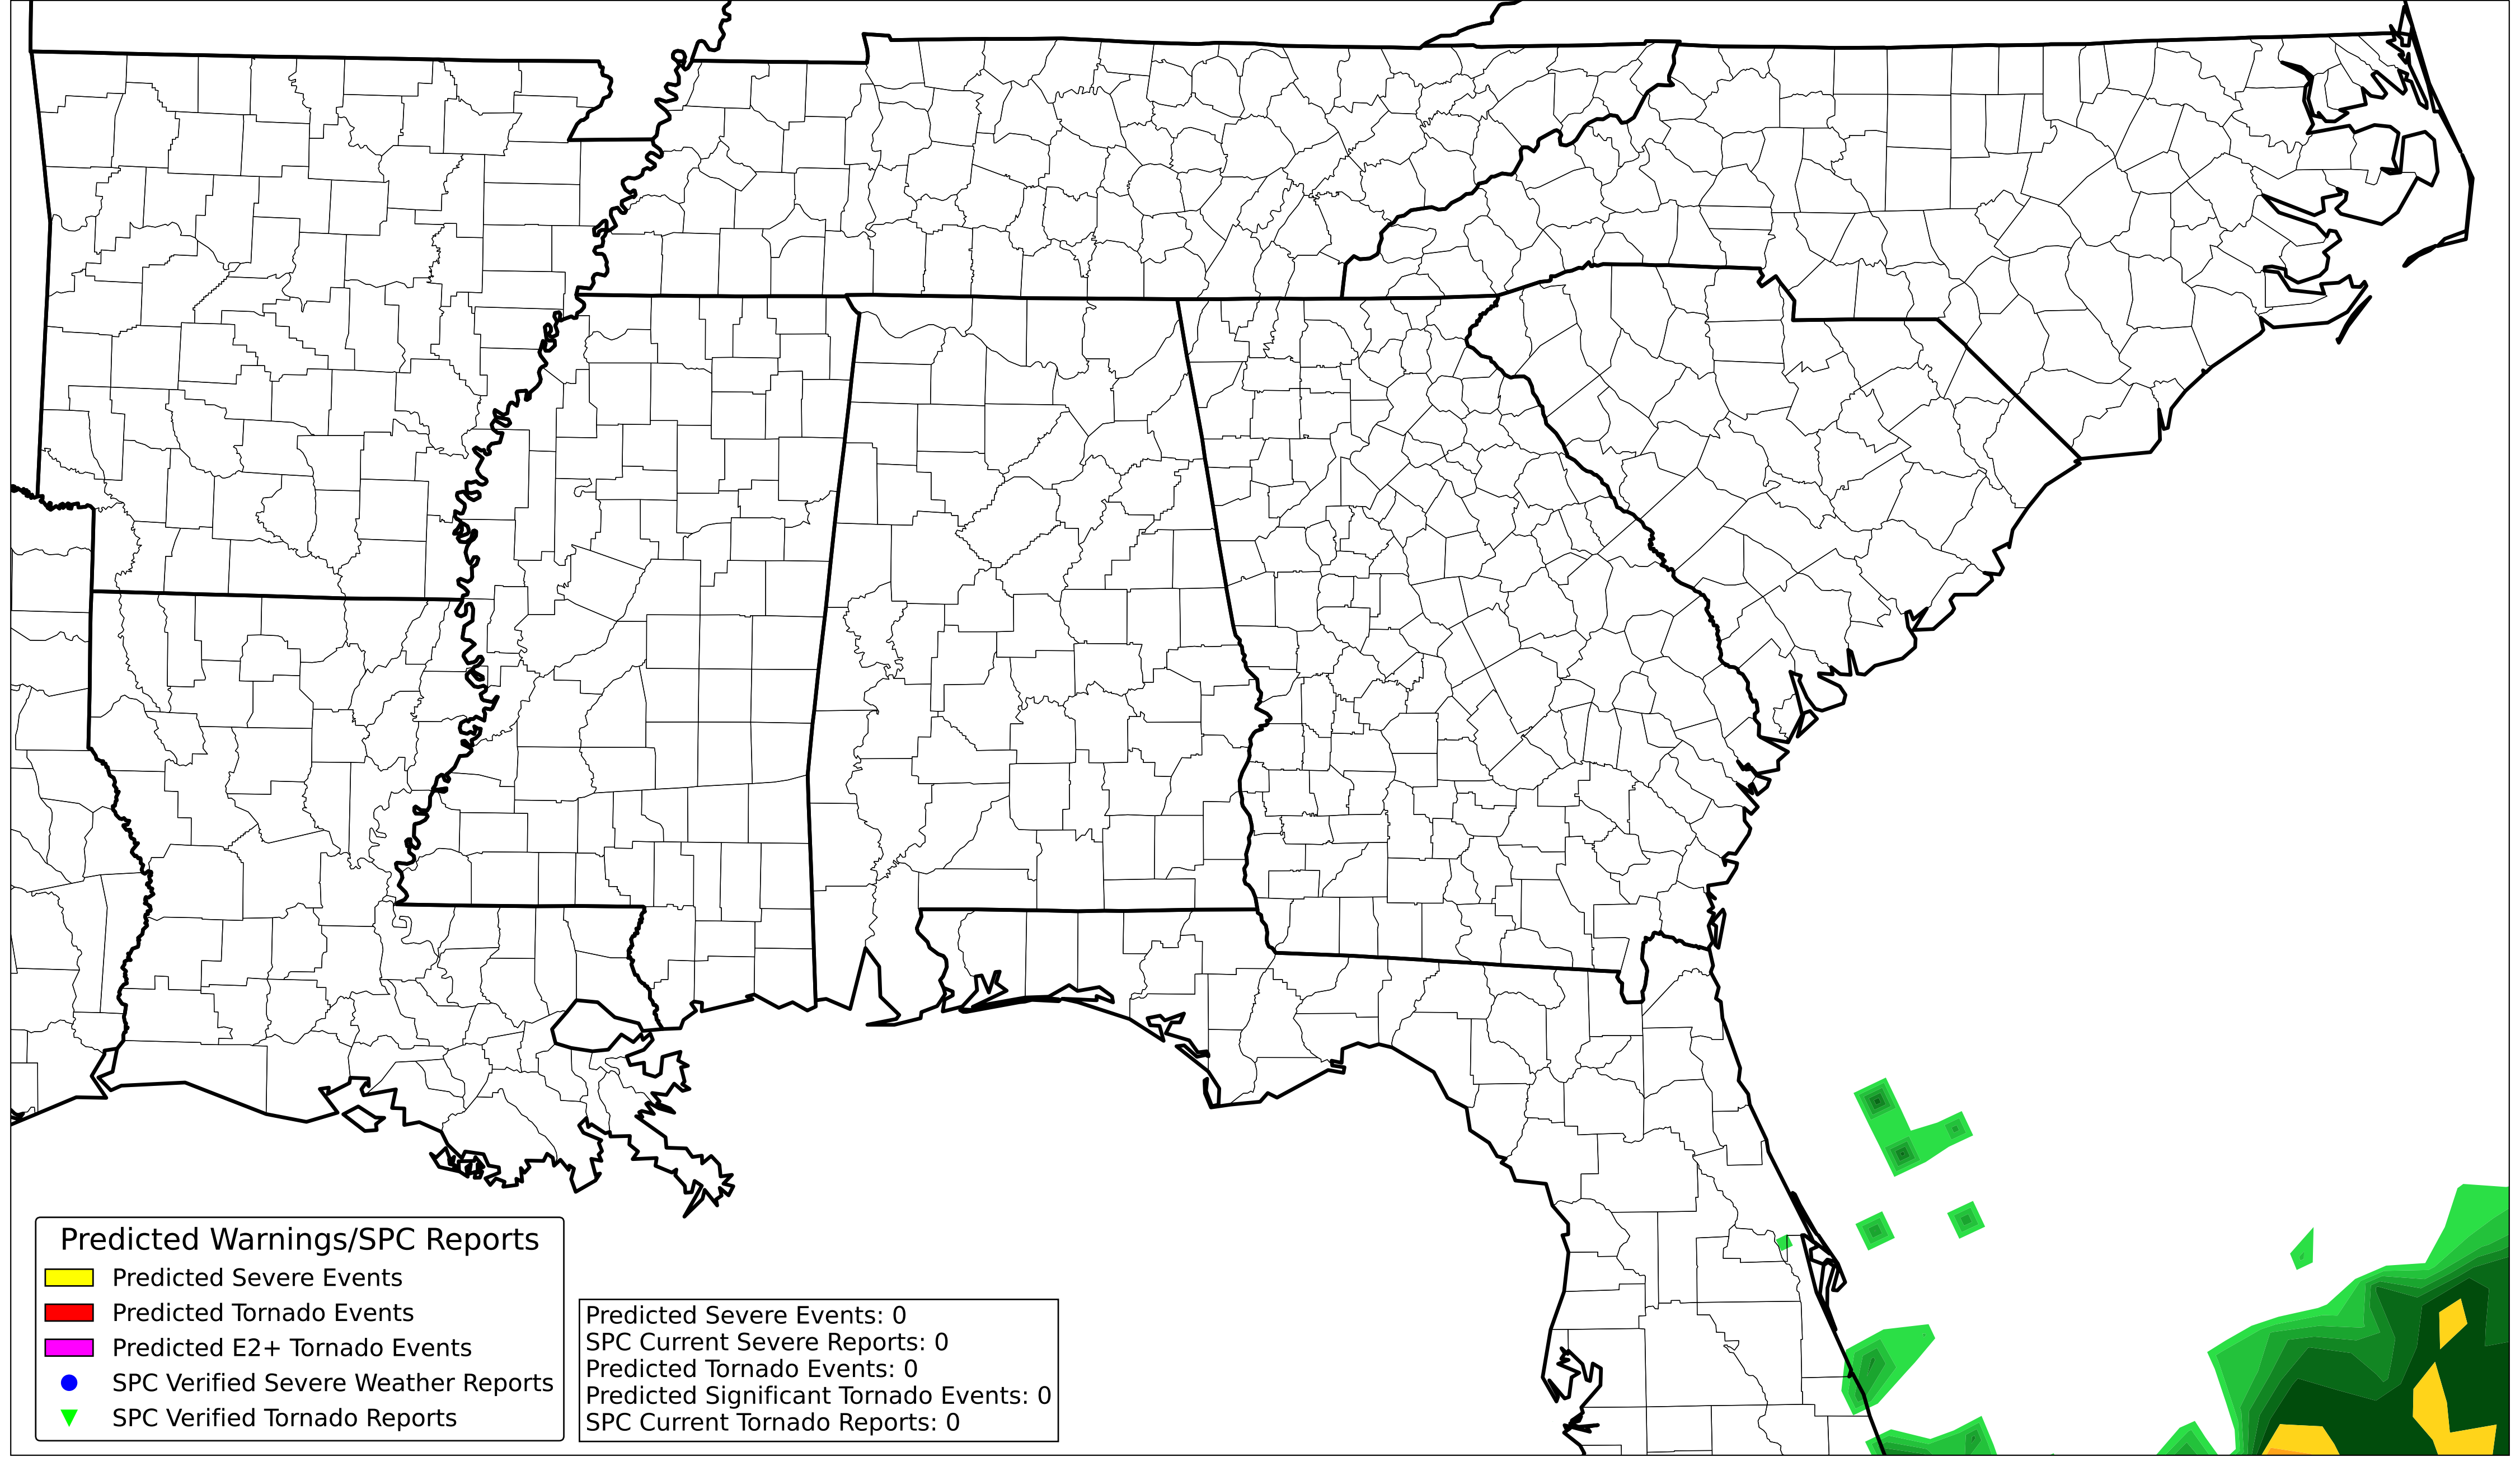 Predicted Warnings/SPC Reports
Predicted Severe Events
Predicted Tornado Events
Predicted E2+ Tornado Events
SPC Verified Severe Weather Reports
SPC Verified Tornado Reports
Predicted Severe Events: 0
SPC Current Severe Reports: 0
Predicted Tornado Events: 0
Predicted Significant Tornado Events: 0
SPC Current Tornado Reports: 0